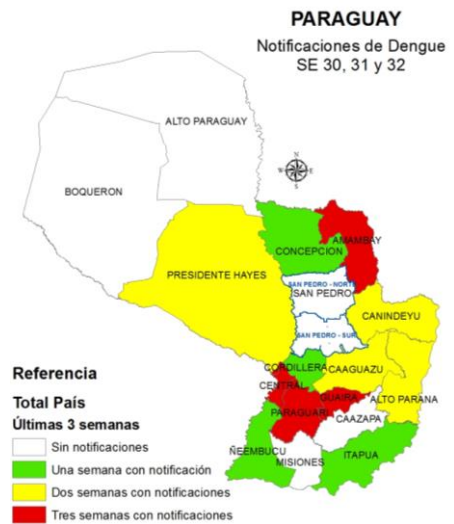 PARAGUAY
Notificaciones de Dengue
SE 30, 31 y 32
ALTO PARAGUAY
N
W
E
S
BOQUERON
AMAMBAY
CONCEPCION
PRESIDENTE HAYES
SAN PEDRO - NORTE
SAN PEDRO
CANINDEYU
SAN PEDRO - SUR
CORDILLERA
CAAGUAZU
CENTRAL
GUAIRA
ALTO PARANA
PARAGUARI
CAAZAPA
ÑEEMBUCU
MISIONES
ITAPUA
Referencia
Total País
Últimas 3 semanas
Sin notificaciones
Una semana con notificación
Dos semanas con notificaciones
Tres semanas con notificaciones